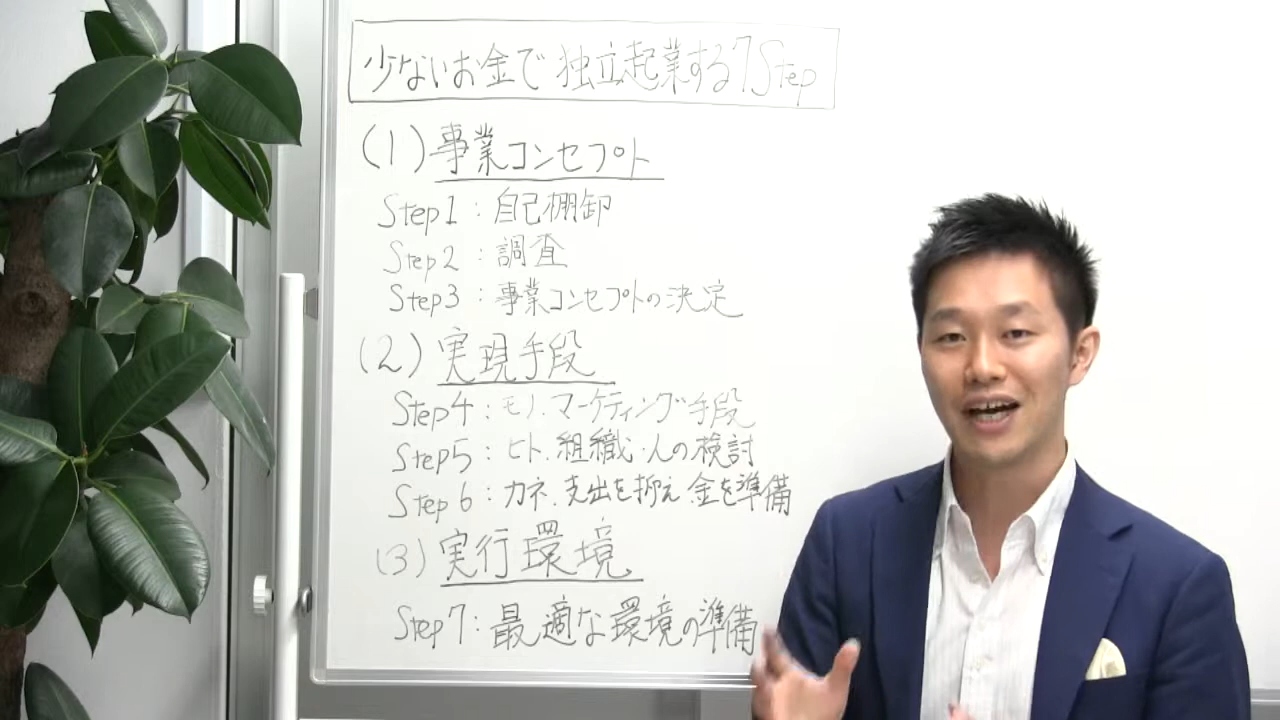 少ないお金で独立起業する7Step
(1)事業コンセプト
Step1:自己棚卸
Step2:調査
Step3:事業コンセプトの決定
(2)実現手段
Step4:モノ.マーケティング手段
Step5:ヒト.組織・人の検討
Step6:カネ.支出を抑え金を準備
(3)実行環境
Step7:最適な環境の準備